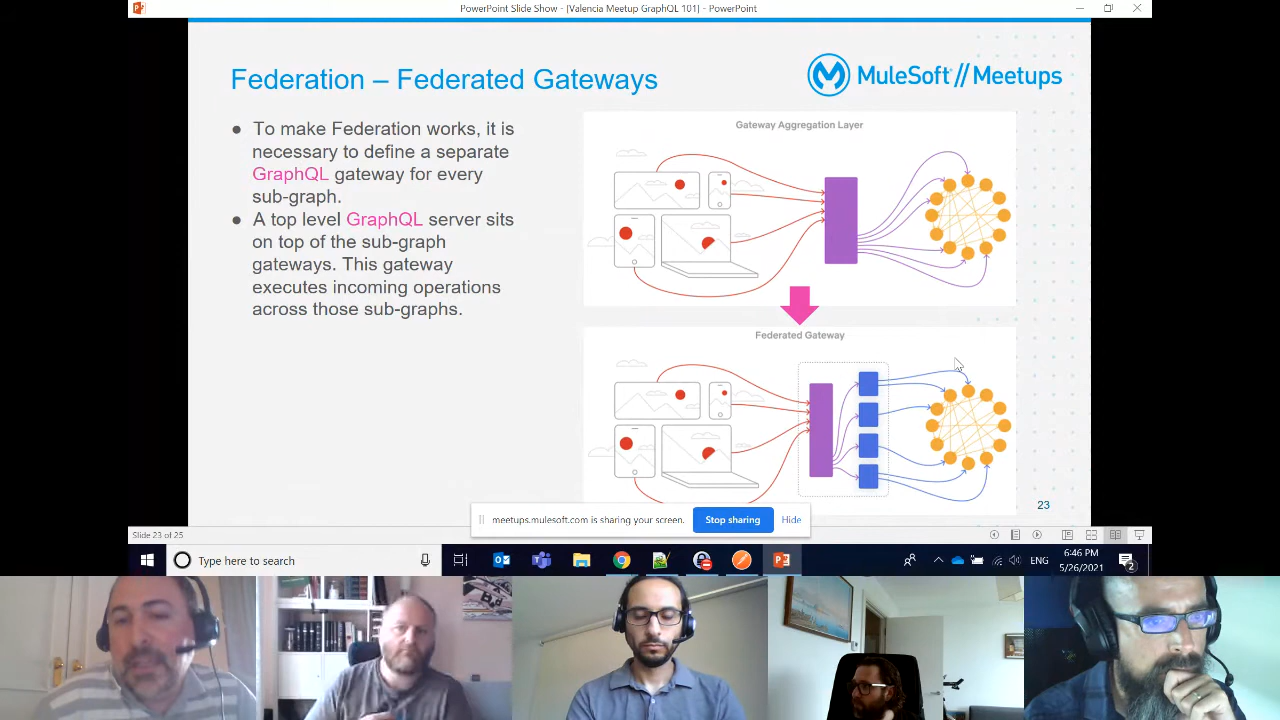 PowerPoint Slide Show - [Valencia Meetup GraphQL 101] - PowerPoint
Federation – Federated Gateways
MuleSoft // Meetups
● To make Federation works, it is
necessary to define a separate
GraphQL gateway for every
sub-graph.
● A top level GraphQL server sits
on top of the sub-graph
gateways. This gateway
executes incoming operations
across those sub-graphs.
Gateway Aggregation Layer
Federated Gateway
23
meetups.mulesoft.com is sharing your screen.
Stop sharing
Hide
Slide 23 of 25
Type here to search
ENG
6:46 PM
5/26/2021
2